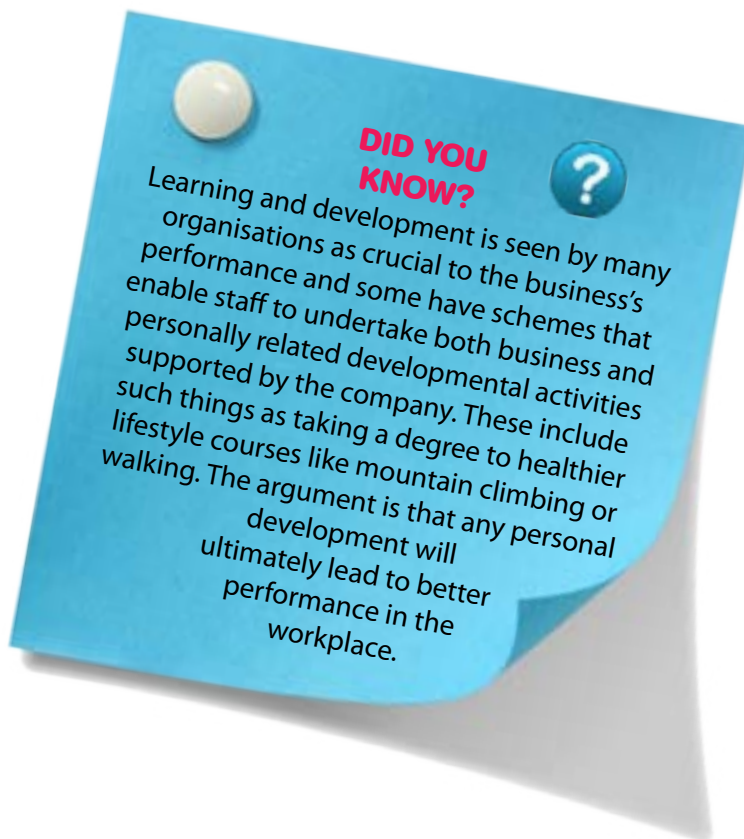 DID YOU
KNOW?
?
Learning and development is seen by many
organisations as crucial to the business’s
performance and some have schemes that
enable staff to undertake both business and
personally related developmental activities
supported by the company. These include
such things as taking a degree to healthier
lifestyle courses like mountain climbing or
walking. The argument is that any personal
development will
ultimately lead to better
performance in the
workplace.